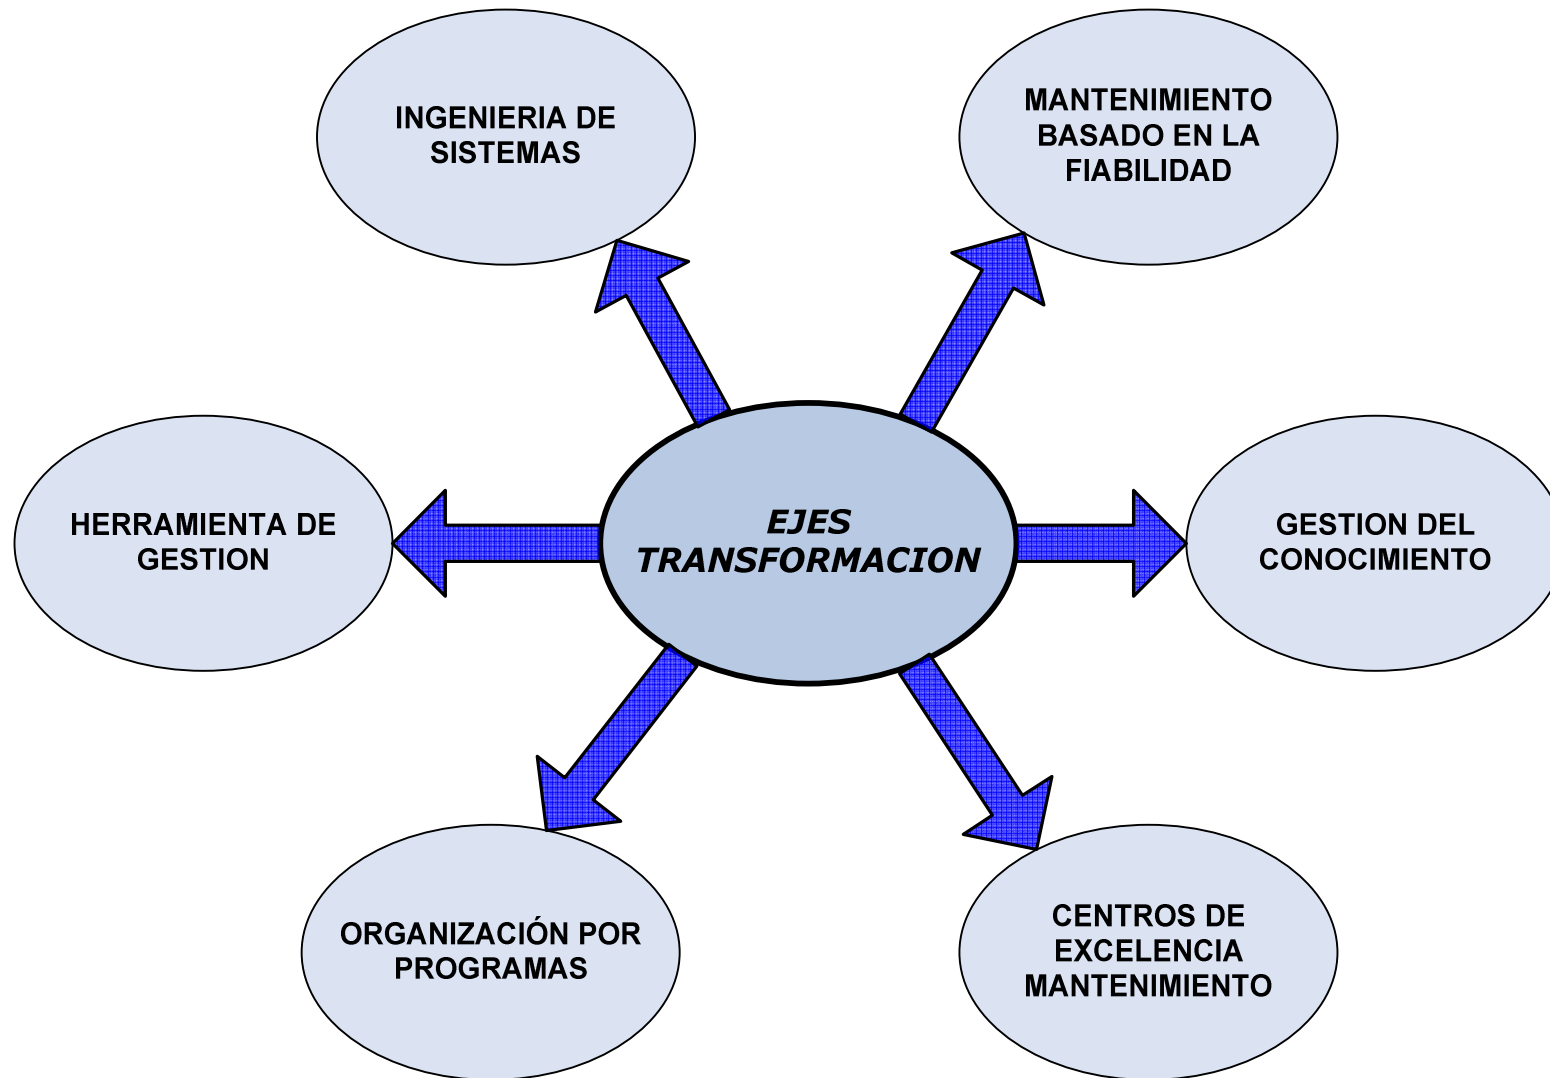 INGENIERIA DE
SISTEMAS
MANTENIMIENTO
BASADO EN LA
FIABILIDAD
HERRAMIENTA DE
GESTION
EJES
TRANSFORMACION
GESTION DEL
CONOCIMIENTO
ORGANIZACIÓN POR
PROGRAMAS
CENTROS DE
EXCELENCIA
MANTENIMIENTO